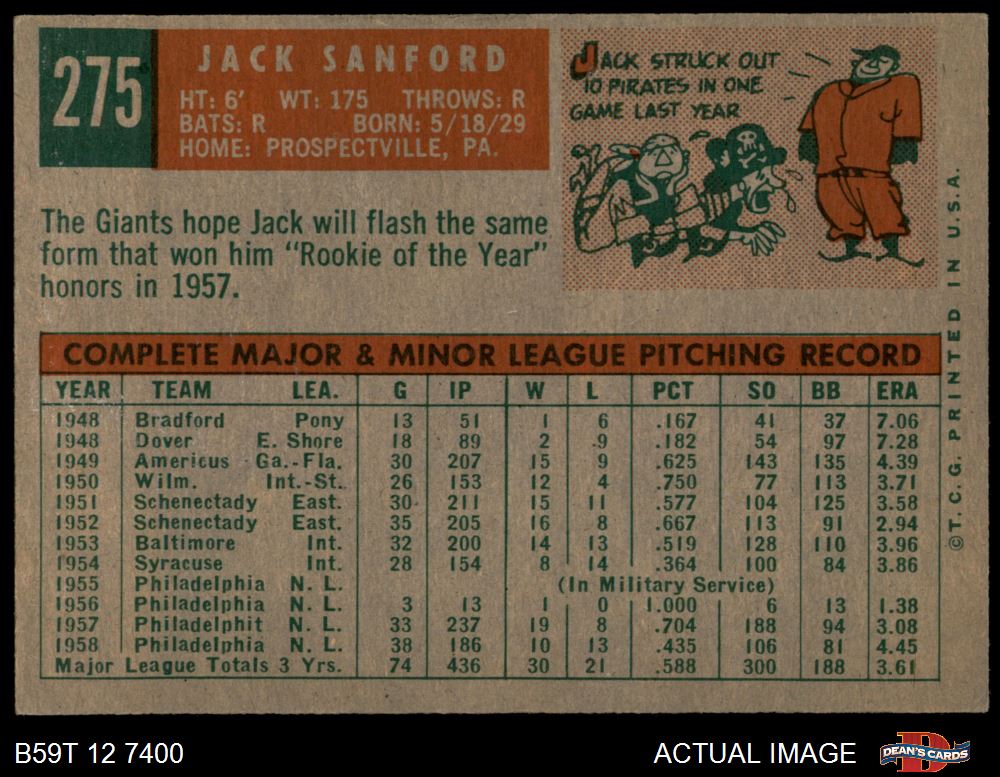 275
JACK SANFORD
HT: 6' WT: 175 THROWS: R
BATS: R BORN: 5/18/29
HOME: PROSPECTVILLE, PA.
JACK STRUCK OUT
10 PIRATES IN ONE
GAME LAST YEAR
The Giants hope Jack will flash the same
form that won him "Rookie of the Year"
honors in 1957.
COMPLETE MAJOR & MINOR LEAGUE PITCHING RECORD
YEAR TEAM LEA. G IP W L PCT SO BB ERA
1948 Bradford Pony 13 51 1 6 .167 41 37 7.06
1948 Dover E. Shore 18 89 2 9 .182 54 97 7.28
1949 Americus Ga.-Fla. 30 207 15 9 .625 143 135 4.39
1950 Wilm. Int.-St. 26 153 12 4 .750 77 113 3.71
1951 Schenectady East. 30 211 15 11 .577 104 125 3.58
1952 Schenectady East. 35 205 16 8 .667 113 91 2.94
1953 Baltimore Int. 32 200 14 13 .519 128 110 3.96
1954 Syracuse Int. 28 154 8 14 .364 100 84 3.86
1955 Philadelphia N. L. (In Military Service)
1956 Philadelphia N. L. 3 13 1 0 1.000 6 13 1.38
1957 Philadelphit N. L. 33 237 19 8 .704 188 94 3.08
1958 Philadelphia N. L. 38 186 10 13 .435 106 81 4.45
Major League Totals 3 Yrs. 74 436 30 21 .588 300 188 3.61
©T.C.G. PRINTED IN U.S.A.
B59T 12 7400
ACTUAL IMAGE
DEAN'S CARDS